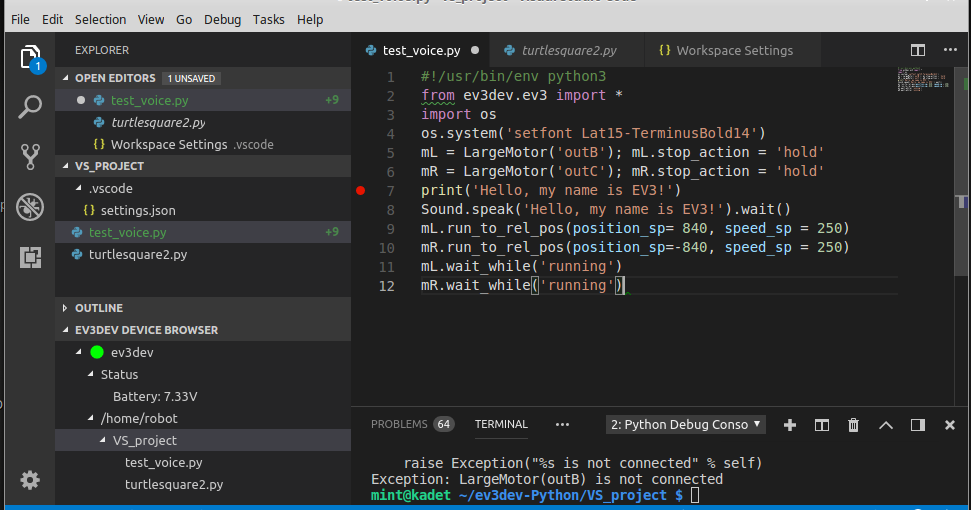 File Edit Selection View Go Debug Tasks Help
EXPLORER
OPEN EDITORS 1 UNSAVED
test_voice.py +9
turtlesquare2.py
{} Workspace Settings .vscode
VS_PROJECT
.vscode
{} settings.json
test_voice.py +9
turtlesquare2.py
OUTLINE
EV3DEV DEVICE BROWSER
ev3dev
Status
Battery: 7.33V
/home/robot
VS_project
test_voice.py
turtlesquare2.py
1
test_voice.py turtlesquare2.py {} Workspace Settings
1 #!/usr/bin/env python3
2 from ev3dev.ev3 import *
3 import os
4 os.system('setfont Lat15-TerminusBold14')
5 mL = LargeMotor('outB'); mL.stop_action = 'hold'
6 mR = LargeMotor('outC'); mR.stop_action = 'hold'
7 print('Hello, my name is EV3!')
8 Sound.speak('Hello, my name is EV3!').wait()
9 mL.run_to_rel_pos(position_sp= 840, speed_sp = 250)
10 mR.run_to_rel_pos(position_sp=-840, speed_sp = 250)
11 mL.wait_while('running')
12 mR.wait_while('running')
PROBLEMS 64 TERMINAL ••• 2: Python Debug Conso
raise Exception("%s is not connected" % self)
Exception: LargeMotor(outB) is not connected
mint@kadet ~/ev3dev-Python/VS_project $